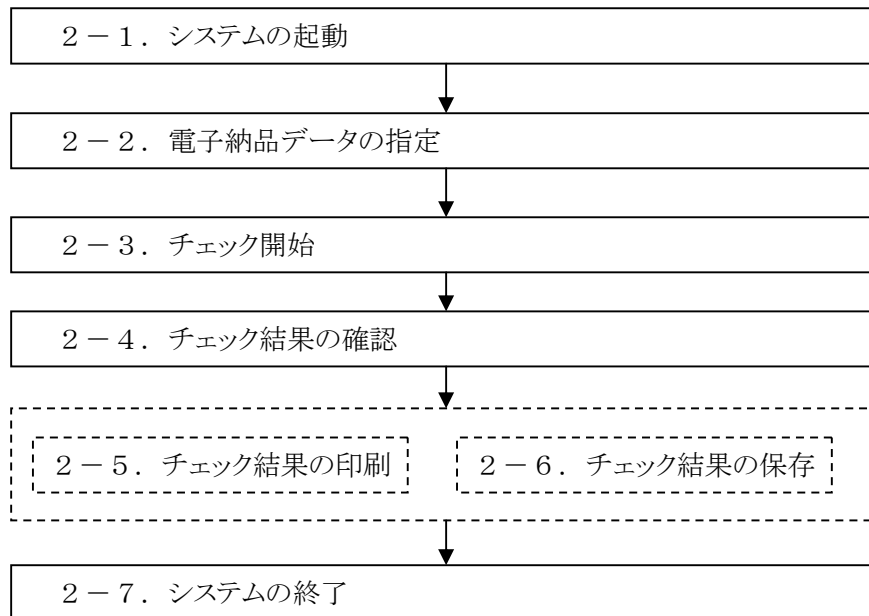 ２－１．システムの起動
２－２．電子納品データの指定
２－３．チェック開始
２－４．チェック結果の確認
２－５．チェック結果の印刷
２－６．チェック結果の保存
２－７．システムの終了